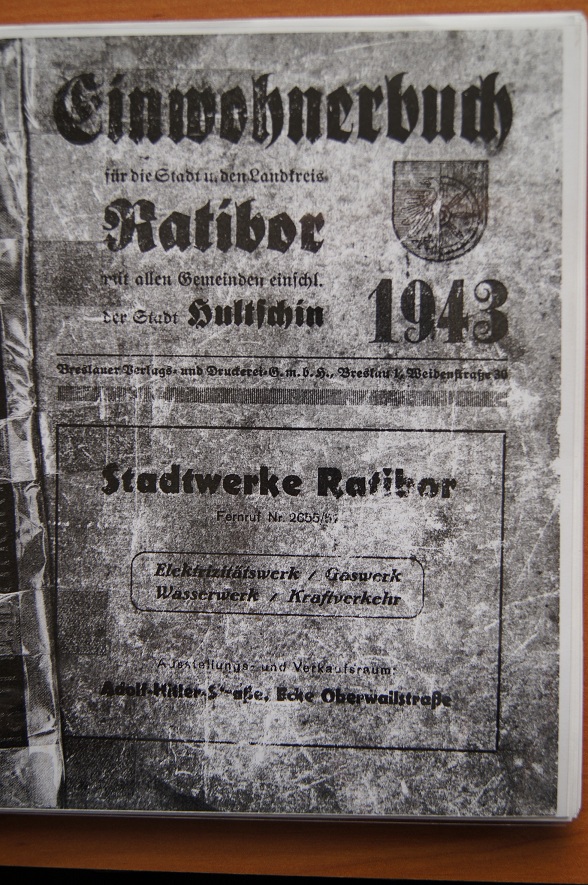 Einwohnerbuch
für die Stadt u. den Landkreis
Ratibor
mit allen Gemeinden einschl.
der Stadt Hultschin
1943
Breslauer Verlags- und Druckerei-G.m.b.H., Breslau 1, Weidenstraße 30
Stadtwerke Ratibor
Fernruf Nr. 2655/57
Elektrizitätswerk / Gaswerk
Wasserwerk / Kraftverkehr
Ausstellungs- und Verkaufsraum:
Adolf-Hitler-Straße, Ecke Oberwallstraße